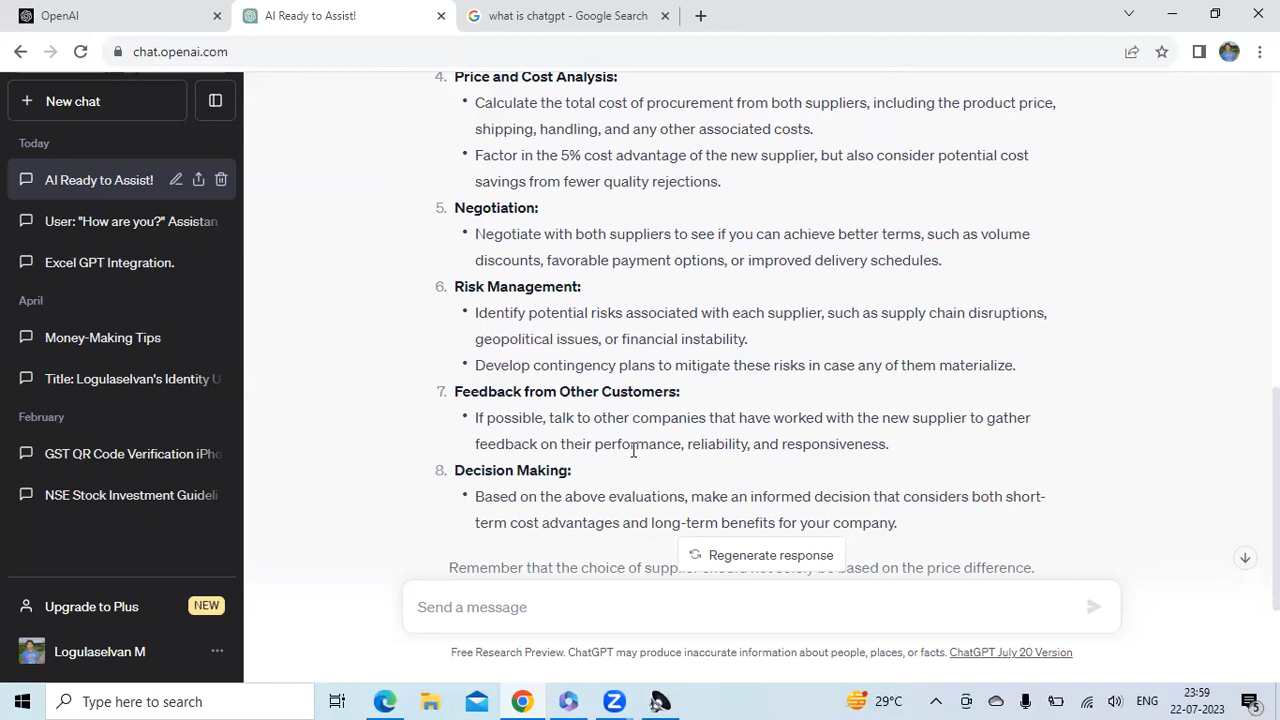 OpenAI
AI Ready to Assist!
what is chatgpt - Google Search
chat.openai.com
New chat
Today
AI Ready to Assist!
User: "How are you?" Assistan
Excel GPT Integration.
April
Money-Making Tips
Title: Logulaselvan's Identity U
February
GST QR Code Verification iPho
NSE Stock Investment Guideli
Upgrade to Plus
NEW
Logulaselvan M
4. Price and Cost Analysis:
• Calculate the total cost of procurement from both suppliers, including the product price,
shipping, handling, and any other associated costs.
• Factor in the 5% cost advantage of the new supplier, but also consider potential cost
savings from fewer quality rejections.
5. Negotiation:
• Negotiate with both suppliers to see if you can achieve better terms, such as volume
discounts, favorable payment options, or improved delivery schedules.
6. Risk Management:
• Identify potential risks associated with each supplier, such as supply chain disruptions,
geopolitical issues, or financial instability.
• Develop contingency plans to mitigate these risks in case any of them materialize.
7. Feedback from Other Customers:
• If possible, talk to other companies that have worked with the new supplier to gather
feedback on their performance, reliability, and responsiveness.
8. Decision Making:
• Based on the above evaluations, make an informed decision that considers both short-
term cost advantages and long-term benefits for your company.
Regenerate response
Remember that the choice of supplier should not solely be based on the price difference.
Send a message
Free Research Preview. ChatGPT may produce inaccurate information about people, places, or facts. ChatGPT July 20 Version
Type here to search
29°C
ENG
23:59
22-07-2023
5